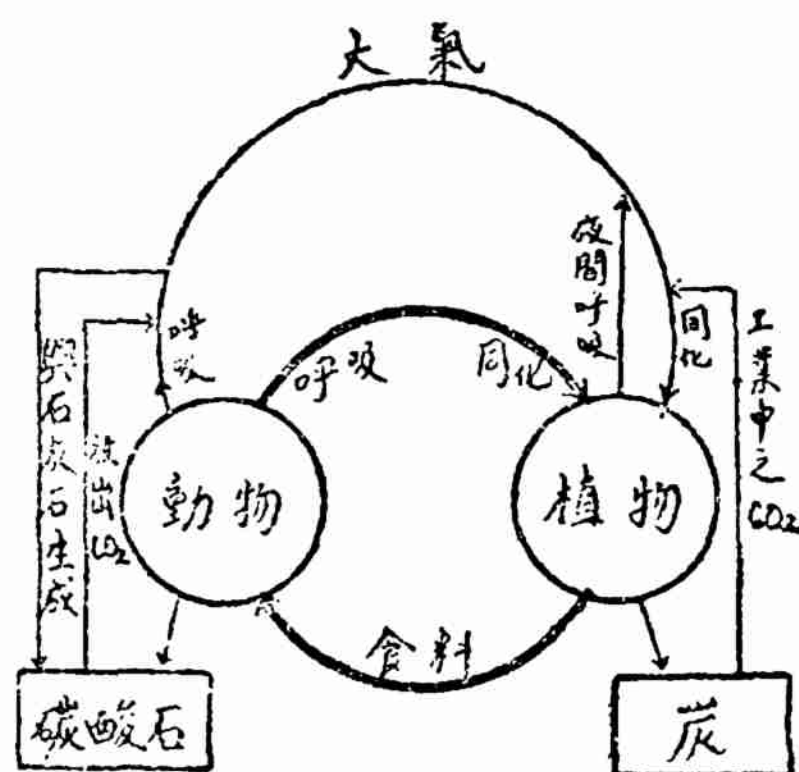 大氣
夜間呼吸
呼吸
呼吸
同化
同化
工業中之CO2
與石灰石生成
放出CO2
動物
植物
食料
碳酸石
炭